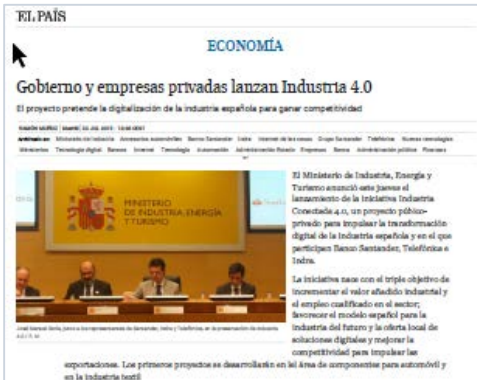 EL PAÍS
ECONOMÍA
Gobierno y empresas privadas lanzan Industria 4.0
El proyecto pretende la digitalización de la industria española para ganar competitividad
MINISTERIO
DE INDUSTRIA, ENERGÍA
Y TURISMO
El Ministerio de Industria, Energía y
Turismo anunció este jueves el
lanzamiento de la iniciativa Industria
Conectada 4.0, un proyecto público-
privado para impulsar la transformación
digital de la industria española y en el que
participan Banco Santander, Telefónica e
Indra.
La iniciativa nace con el triple objetivo de
incrementar el valor añadido industrial y
el empleo cualificado en el sector;
favorecer el modelo español para la
industria del futuro y la oferta local de
soluciones digitales y mejorar la
competitividad para impulsar las
exportaciones. Los primeros proyectos se desarrollarán en el área de componentes para automóvil y
en la industria textil